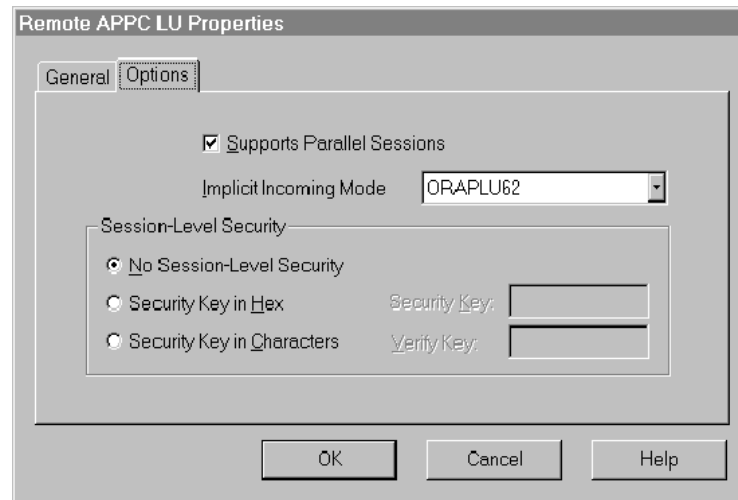 Remote APPC LU Properties
General Options
Supports Parallel Sessions
Implicit Incoming Mode ORAPLU62
Session-Level Security
No Session-Level Security
Security Key in Hex Security Key:
Security Key in Characters Verify Key:
OK Cancel Help